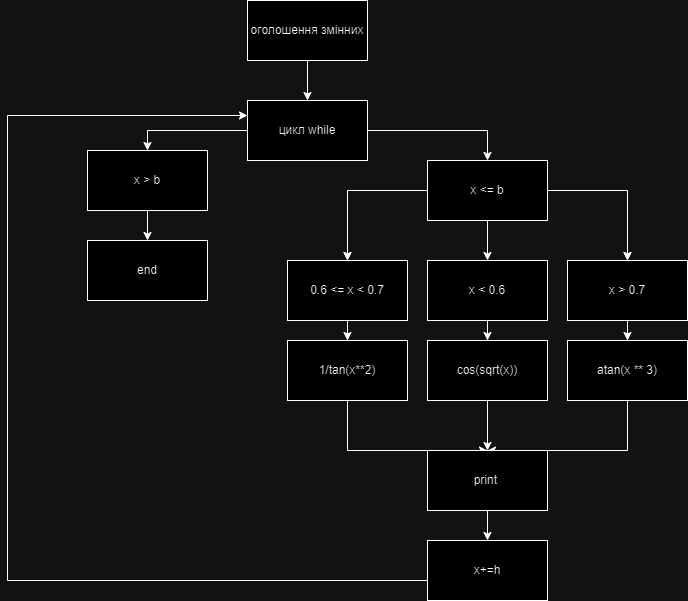 оголошення змінних
цикл while
x > b
x <= b
end
0.6 <= x < 0.7
x < 0.6
x > 0.7
1/tan(x**2)
cos(sqrt(x))
atan(x ** 3)
print
x+=h